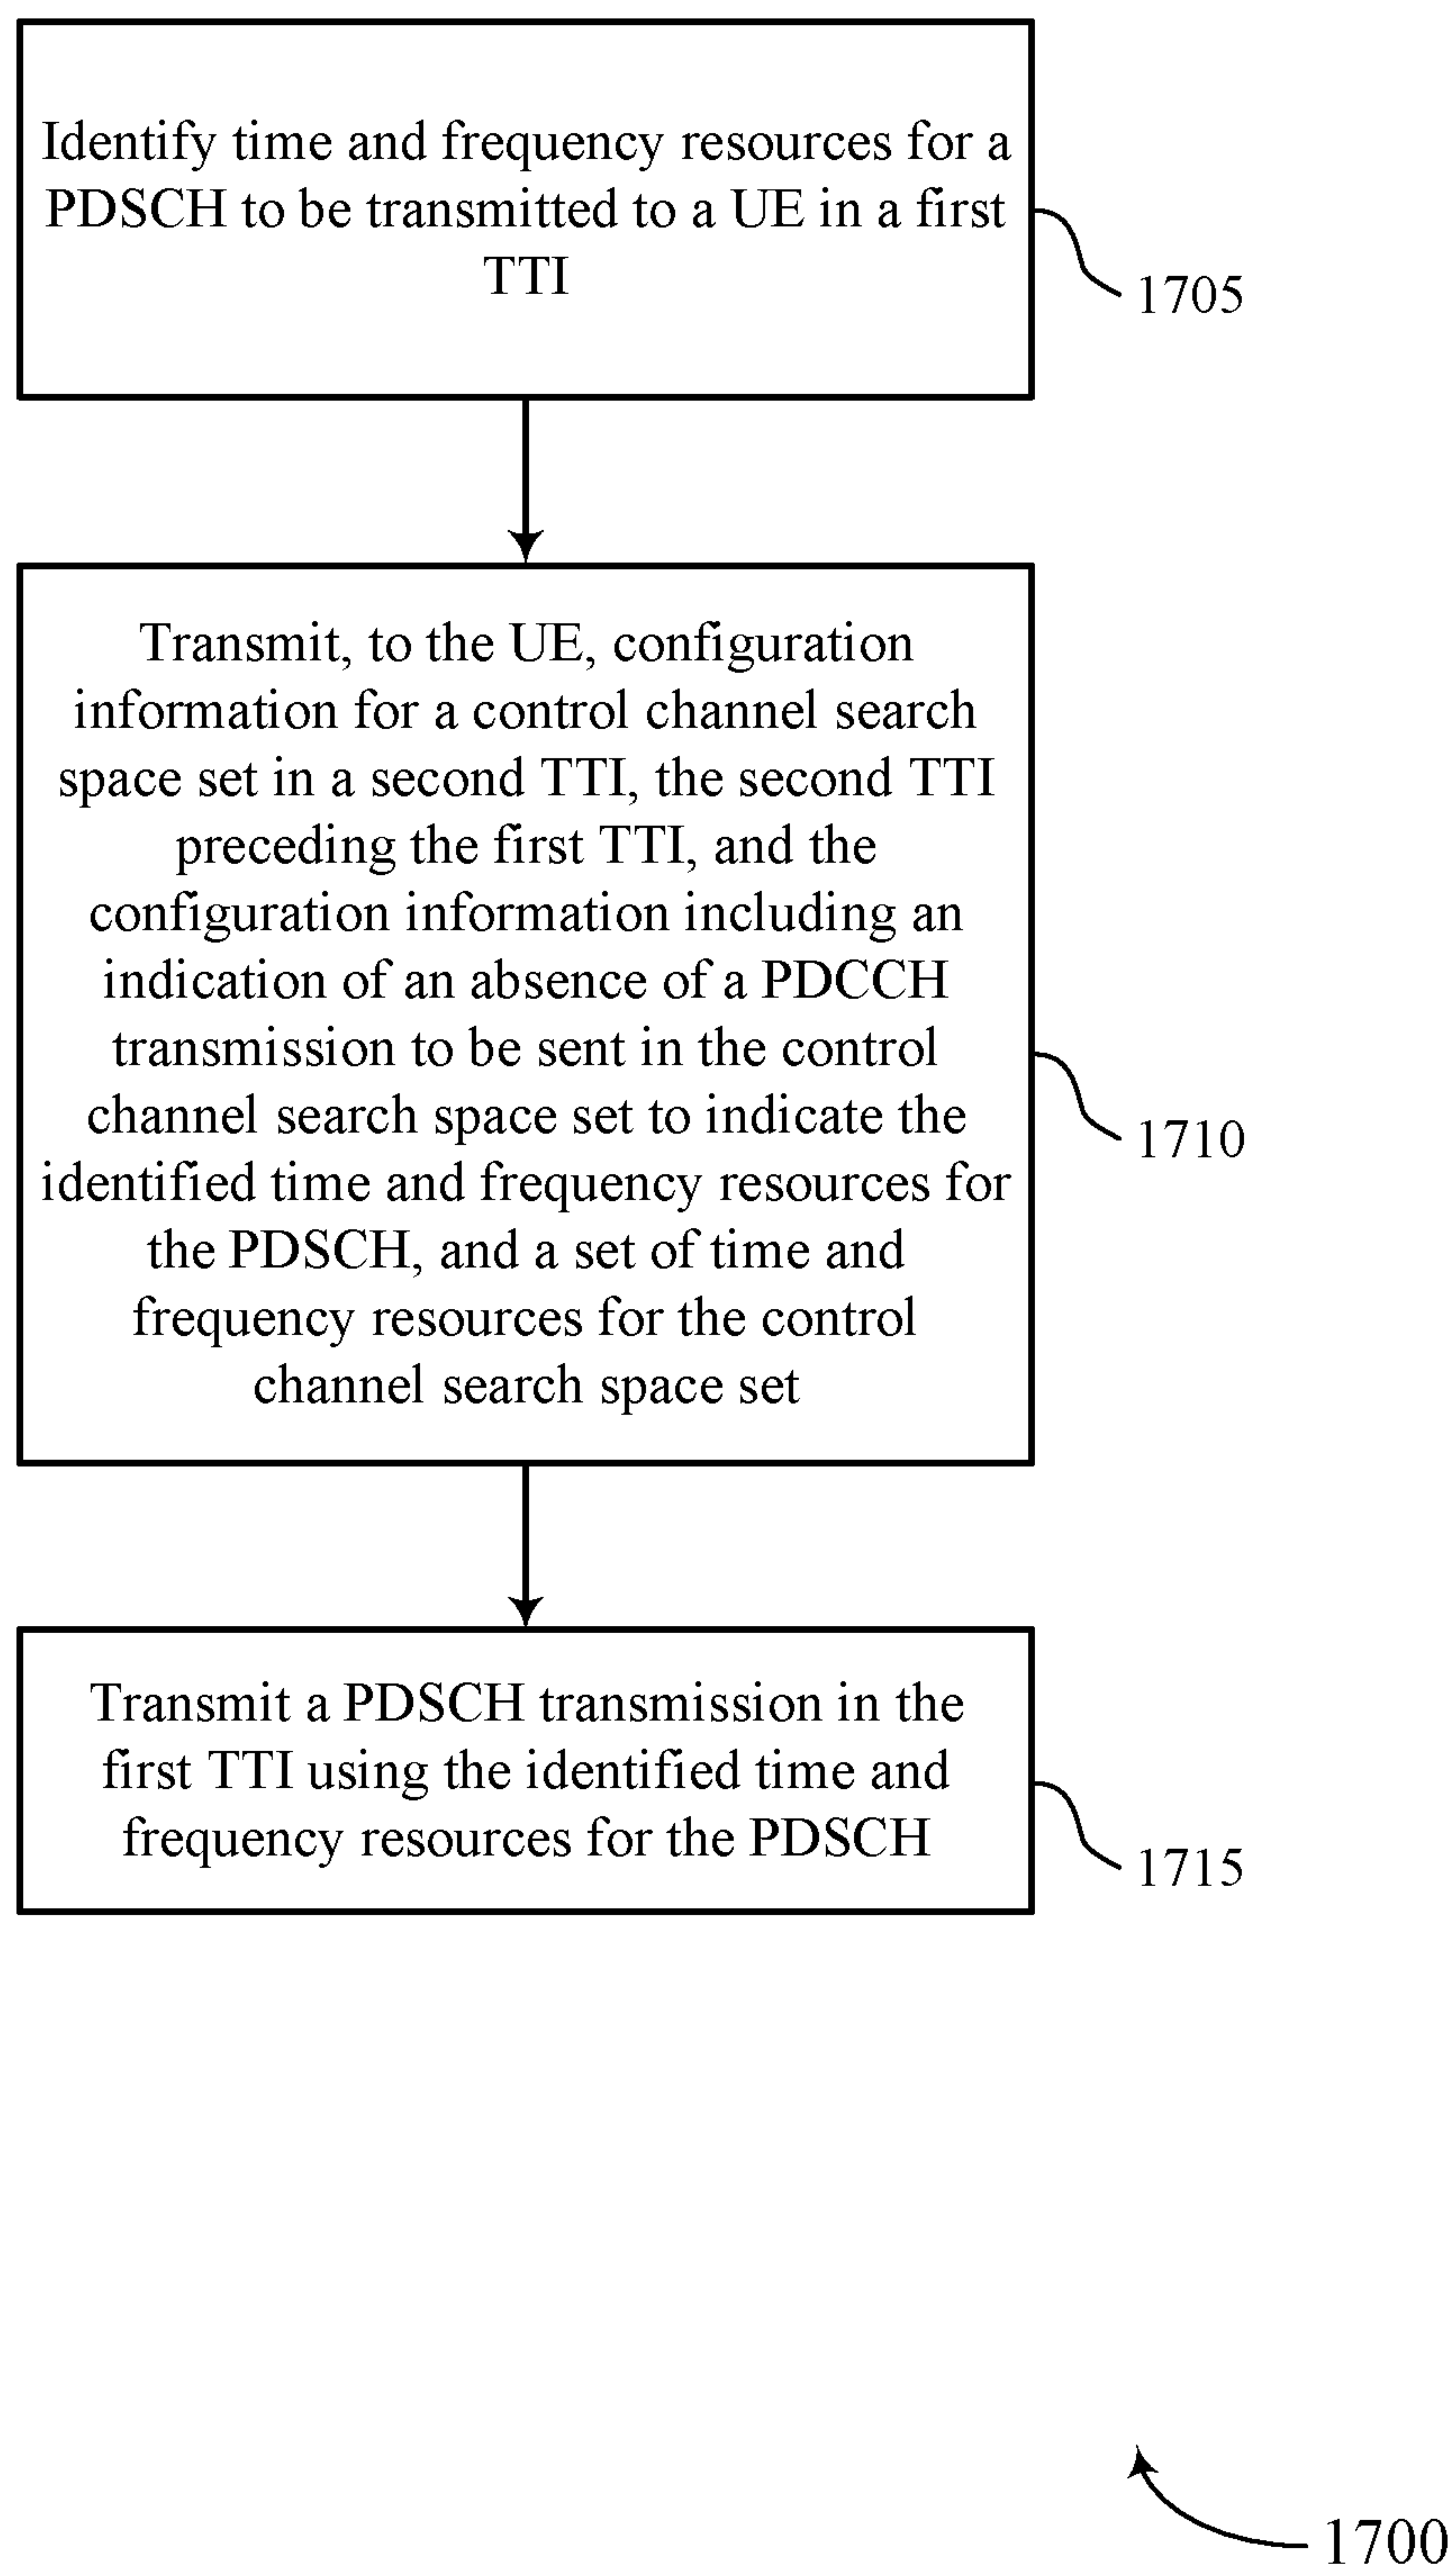 Identify time and frequency resources for a
PDSCH to be transmitted to a UE in a first
TTI
1705
Transmit, to the UE, configuration
information for a control channel search
space set in a second TTI, the second TTI
preceding the first TTI, and the
configuration information including an
indication of an absence of a PDCCH
transmission to be sent in the control
channel search space set to indicate the
identified time and frequency resources for
the PDSCH, and a set of time and
frequency resources for the control
channel search space set
1710
Transmit a PDSCH transmission in the
first TTI using the identified time and
frequency resources for the PDSCH
1715
1700